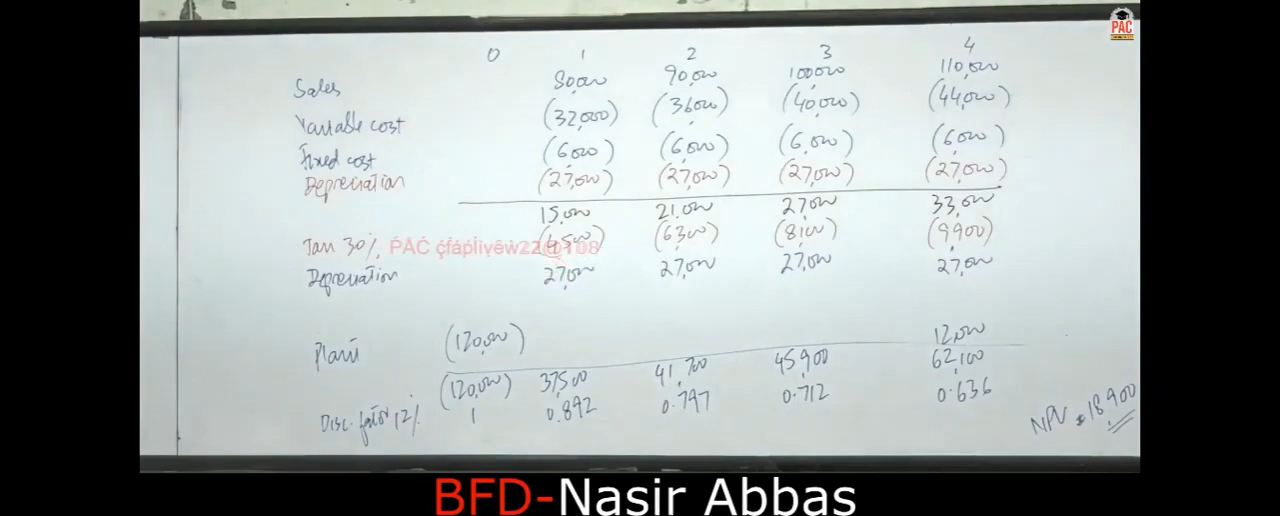 PAC
0 1 2 3 4
Sales 80,000 90,000 100,000 110,000
Variable cost (32,000) (36,000) (40,000) (44,000)
Fixed cost (6,000) (6,000) (6,000) (6,000)
Depreciation (27,000) (27,000) (27,000) (27,000)
15,000 21,000 27,000 33,000
Tax 30% (4,500) (6,300) (8,100) (9,900)
Depreciation 27,000 27,000 27,000 27,000
Plant (120,000) 12,000
(120,000) 37,500 41,700 45,900 62,100
Disc. factor 12% 1 0.892 0.797 0.712 0.636
NPV = 18,900
BFD-Nasir Abbas